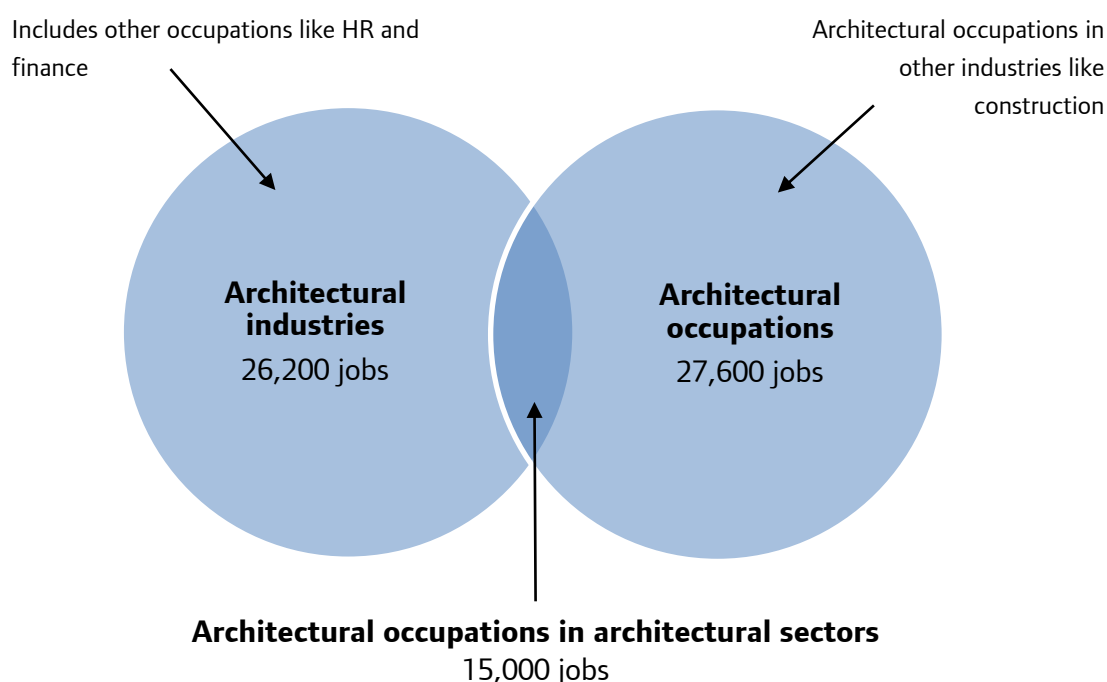 Includes other occupations like HR and
finance
Architectural occupations in
other industries like
construction
Architectural
industries
26,200 jobs
Architectural
occupations
27,600 jobs
Architectural occupations in architectural sectors
15,000 jobs